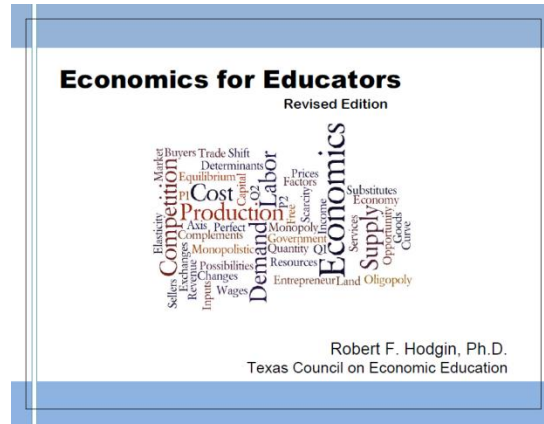 Economics for Educators
Revised Edition
Market
Buyers Trade Shift
Determinants
Equilibrium
P1 Cost
Capital
Q2
Labor
Production
Competition
Elasticity
Axis Perfect
Complements
Monopolistic
Possibilities
Changes
Wages
Sellers
Exchanges
Revenue
Inputs
Demand
Prices
Factors
P2
Free
Scarcity
Income
Monopoly
Government
Quantity Q1
Resources
Entrepreneur Land Oligopoly
Economics
Substitutes
Economy
Services
Supply
Opportunity
Goods
Curve
Robert F. Hodgin, Ph.D.
Texas Council on Economic Education